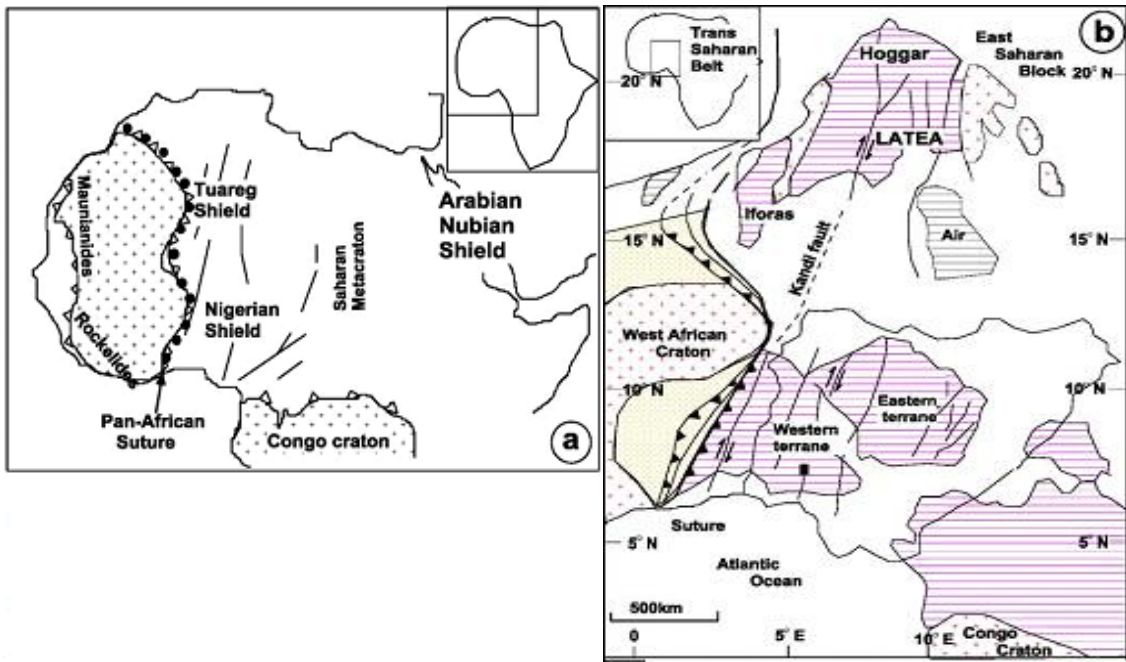 Tuareg
Shield
Maurianides
Saharan
Metacraton
Arabian
Nubian
Shield
Nigerian
Shield
Rockelides
Pan-African
Suture
Congo craton
a
b
Trans
Saharan
Belt
20° N
Hoggar
East
Saharan
Block
20° N
LATEA
Iforas
Air
15° N
15° N
Kandi fault
West African
Craton
10° N
10° N
Eastern
terrane
Western
terrane
Suture
5° N
5° N
Atlantic
Ocean
500km
0
5° E
10° E
Congo
Craton